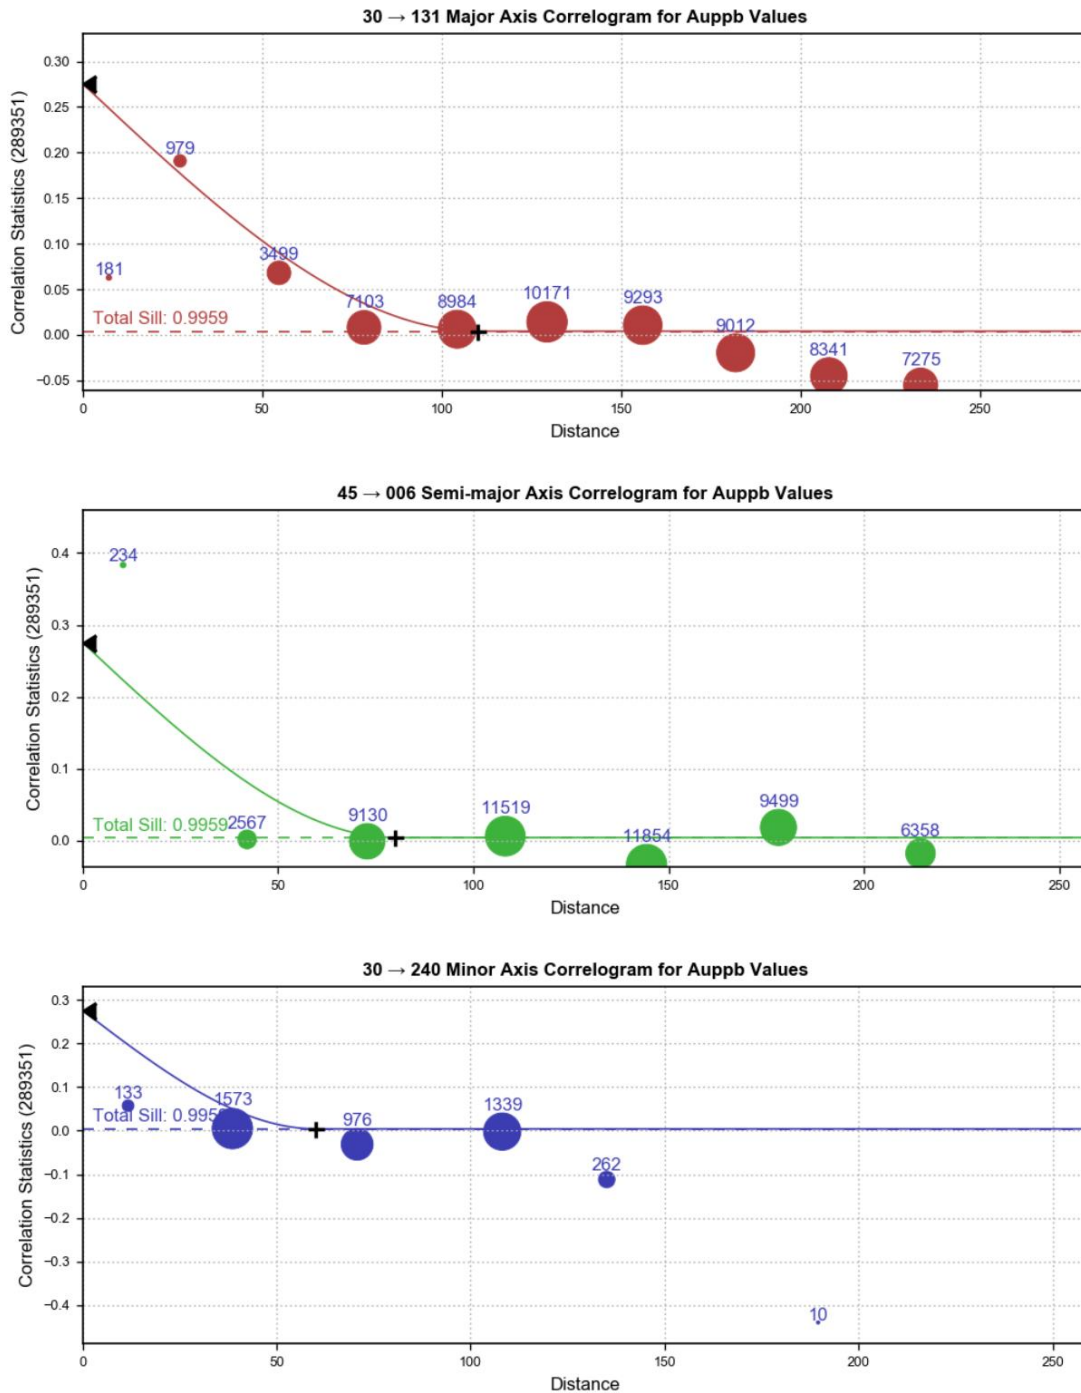 30 → 131 Major Axis Correlogram for Auppb Values
Correlation Statistics (289351)
0.30
0.25
0.20
0.15
0.10
0.05
0.00
−0.05
181
979
3499
7103
8984
10171
9293
9012
8341
7275
Total Sill: 0.9959
0 50 100 150 200 250
Distance
45 → 006 Semi-major Axis Correlogram for Auppb Values
Correlation Statistics (289351)
0.4
0.3
0.2
0.1
0.0
234
2567
9130
11519
11854
9499
6358
Total Sill: 0.9959
0 50 100 150 200 250
Distance
30 → 240 Minor Axis Correlogram for Auppb Values
Correlation Statistics (289351)
0.3
0.2
0.1
0.0
−0.1
−0.2
−0.3
−0.4
133
1573
976
1339
262
10
Total Sill: 0.9959
0 50 100 150 200 250
Distance